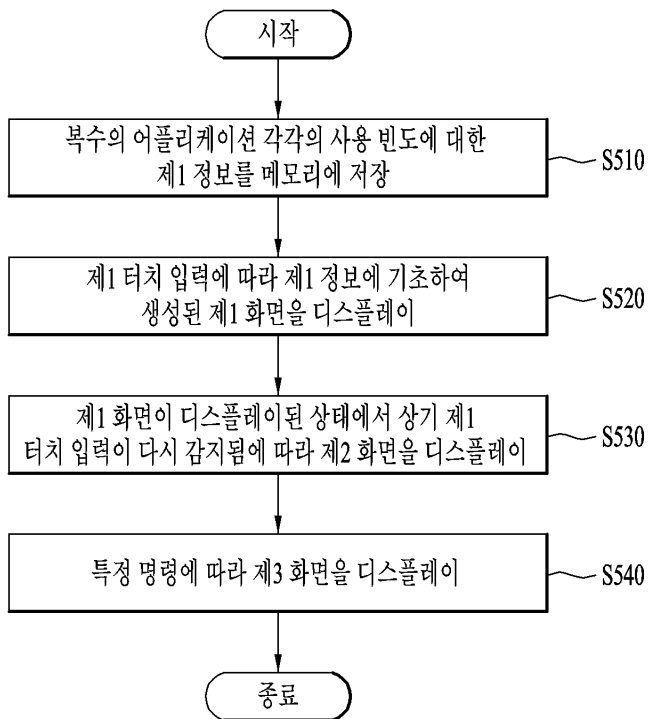 시작
복수의 어플리케이션 각각의 사용 빈도에 대한
제1 정보를 메모리에 저장
S510
제1 터치 입력에 따라 제1 정보에 기초하여
생성된 제1 화면을 디스플레이
S520
제1 화면이 디스플레이된 상태에서 상기 제1
터치 입력이 다시 감지됨에 따라 제2 화면을 디스플레이
S530
특정 명령에 따라 제3 화면을 디스플레이
S540
종료